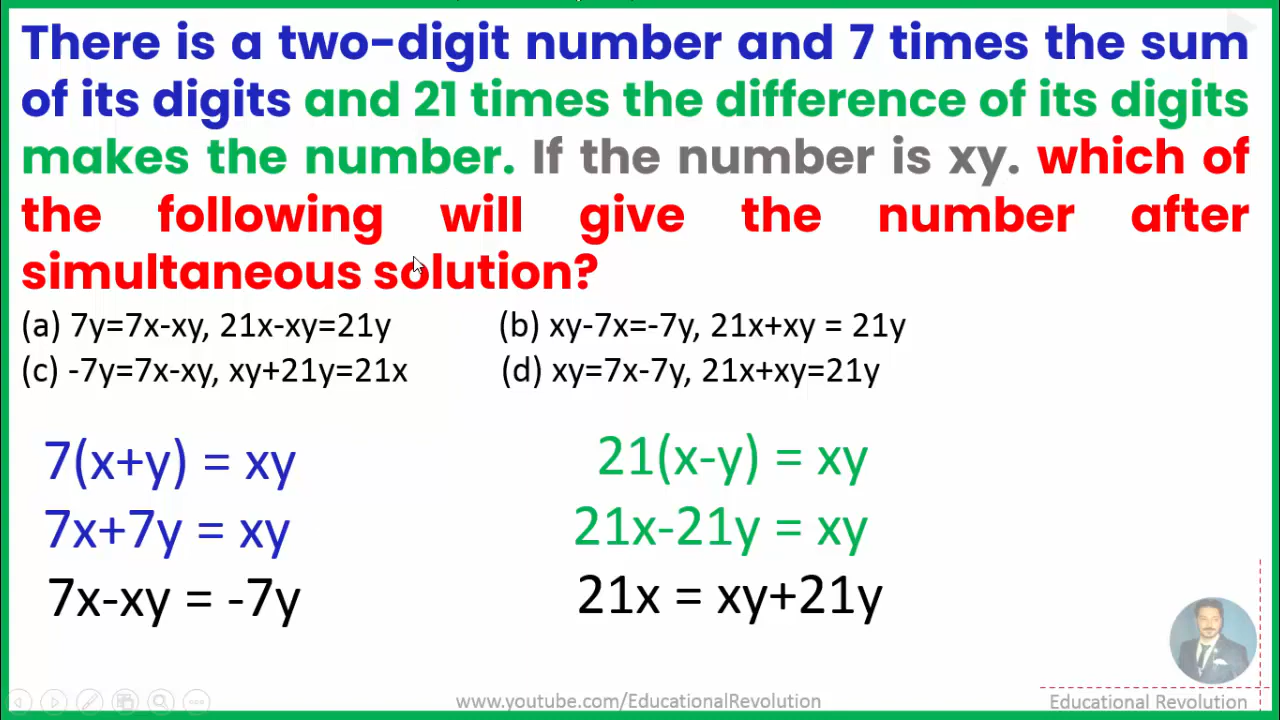 There is a two-digit number and 7 times the sum
of its digits and 21 times the difference of its digits
makes the number. If the number is xy. which of
the following will give the number after
simultaneous solution?
(a) 7y=7x-xy, 21x-xy=21y (b) xy-7x=-7y, 21x+xy = 21y
(c) -7y=7x-xy, xy+21y=21x (d) xy=7x-7y, 21x+xy=21y
7(x+y) = xy 21(x-y) = xy
7x+7y = xy 21x-21y = xy
7x-xy = -7y 21x = xy+21y
www.youtube.com/EducationalRevolution Educational Revolution